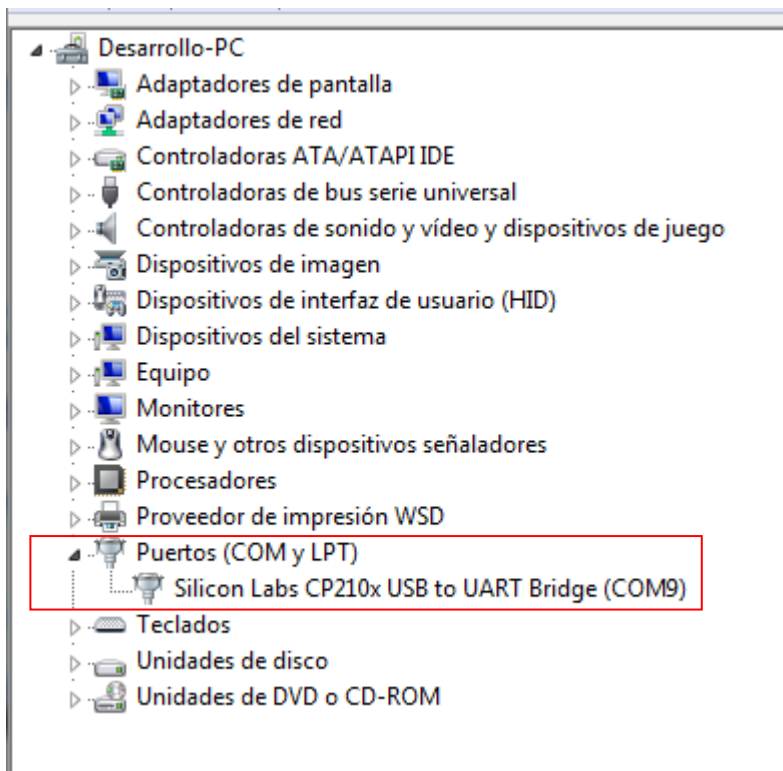 Desarrollo-PC
Adaptadores de pantalla
Adaptadores de red
Controladoras ATA/ATAPI IDE
Controladoras de bus serie universal
Controladoras de sonido y vídeo y dispositivos de juego
Dispositivos de imagen
Dispositivos de interfaz de usuario (HID)
Dispositivos del sistema
Equipo
Monitores
Mouse y otros dispositivos señaladores
Procesadores
Proveedor de impresión WSD
Puertos (COM y LPT)
Silicon Labs CP210x USB to UART Bridge (COM9)
Teclados
Unidades de disco
Unidades de DVD o CD-ROM